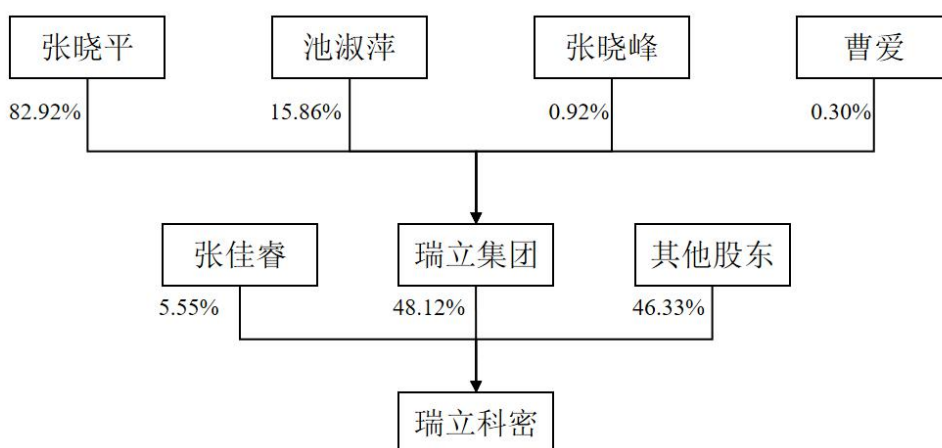 张晓平
池淑萍
张晓峰
曹爱
82.92%
15.86%
0.92%
0.30%
张佳睿
瑞立集团
其他股东
5.55%
48.12%
46.33%
瑞立科密